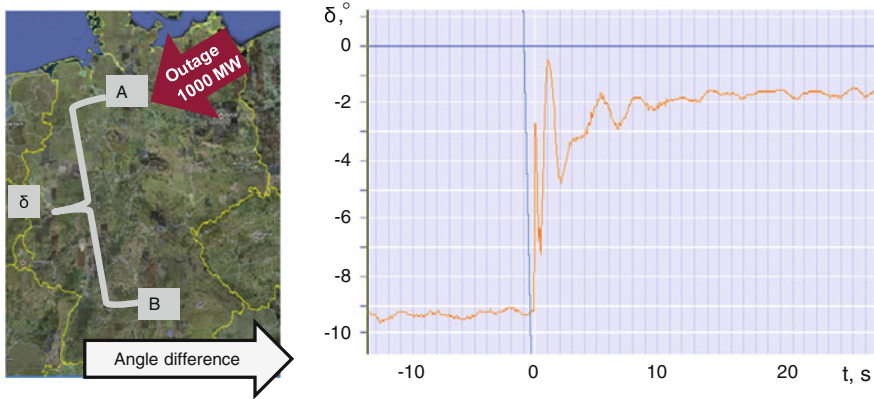 Outage
1000 MW
A
δ
B
Angle difference
δ,°
0
-2
-4
-6
-8
-10
-10 0 10 20 t, s